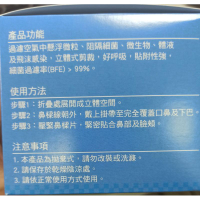 產品功能
過濾空氣中懸浮微粒、阻隔細菌、微生物、體液
及飛沫感染，立體式剪裁，好呼吸，貼附性強，
細菌過濾率(BFE) > 99%。
使用方法
步驟1：折疊處展開成立體空間。
步驟2：鼻樑線朝外，戴上掛帶至完全覆蓋口鼻及下巴。
步驟3：壓緊鼻樑片，緊密貼合鼻部及臉頰。
注意事項
1. 本產品為拋棄式，請勿改裝或洗滌。
2. 請保存於乾燥陰涼處。
3. 請依正常使用方式使用。